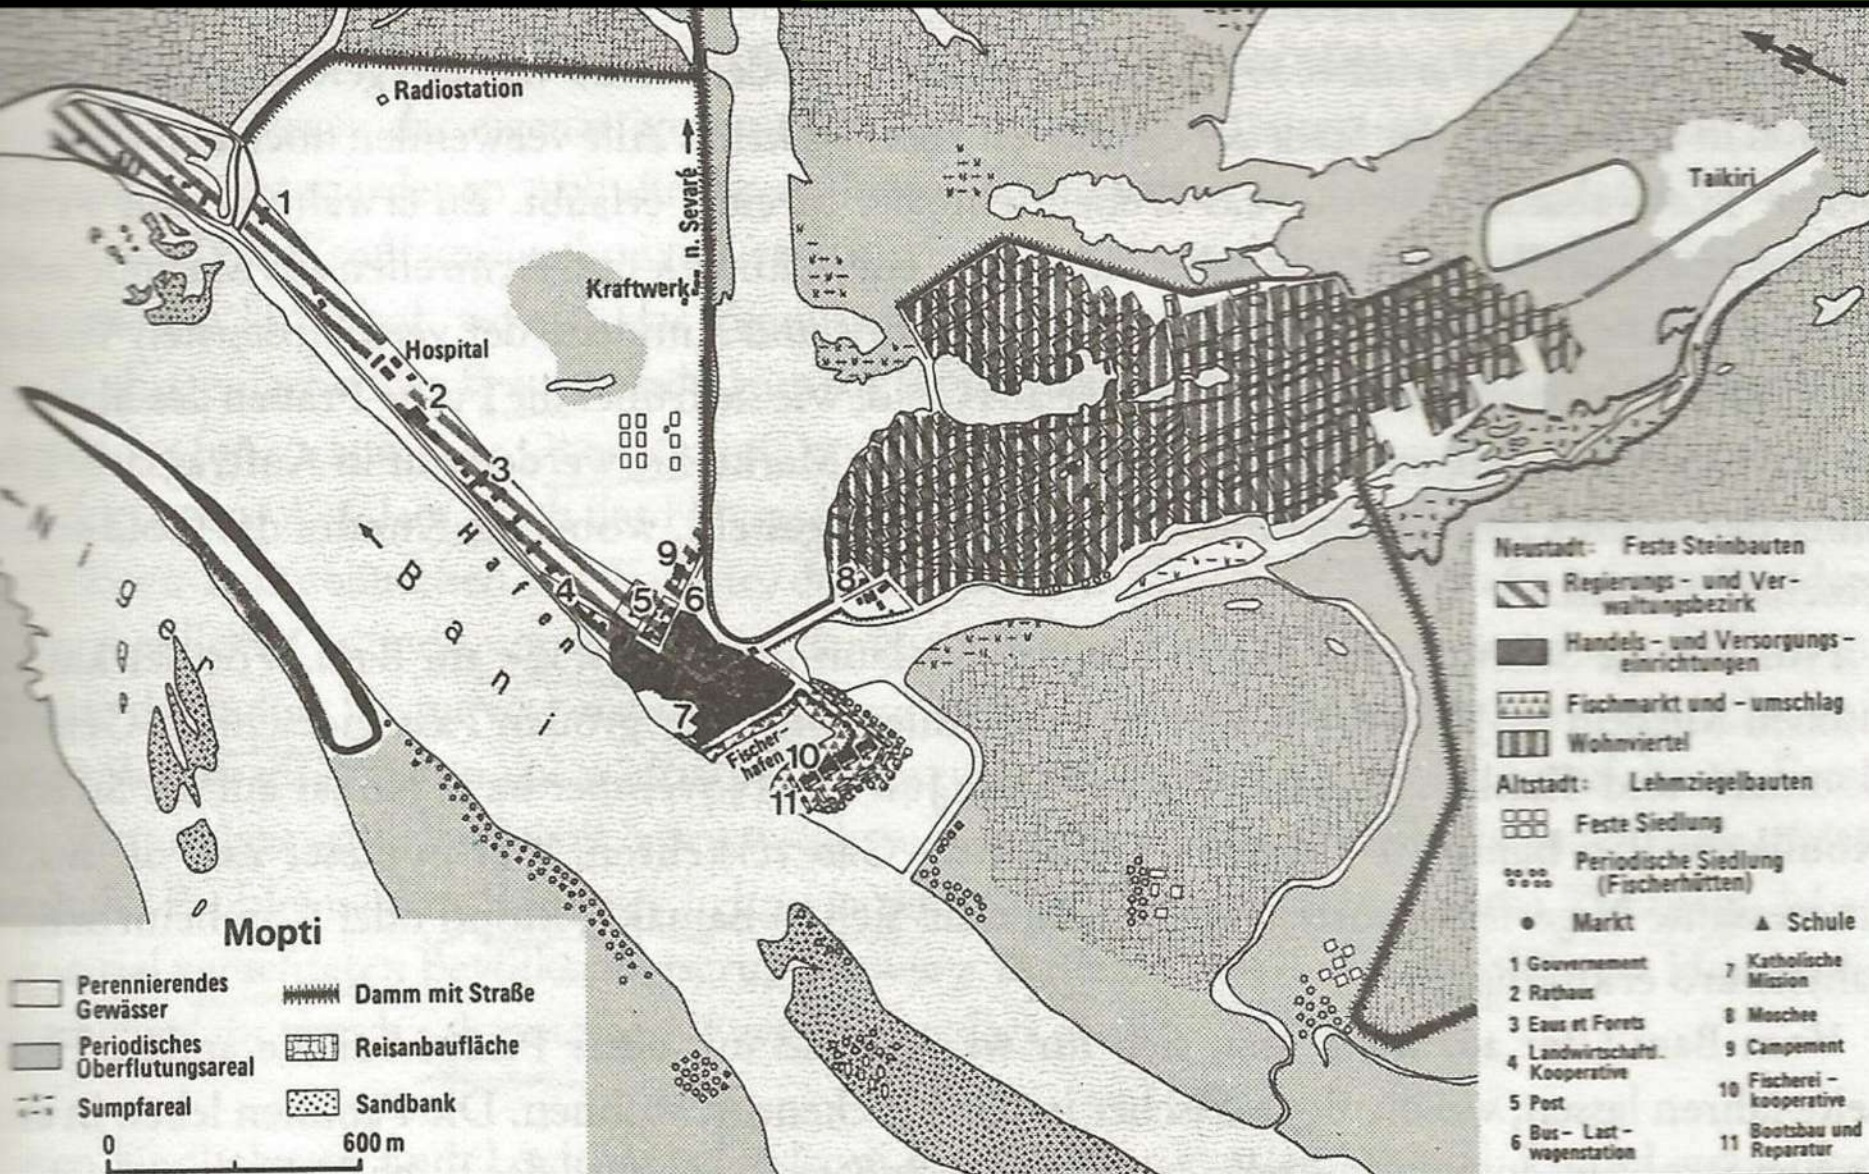 Radiostation
Taikiri
1
n. Sevaré
Kraftwerk
Hospital
2
3
Hafen
9
4
5
6
8
Niger
Bani
7
Fischer-
hafen
10
11
Neustadt: Feste Steinbauten
Regierungs- und Ver-
waltungsbezirk
Handels- und Versorgungs-
einrichtungen
Fischmarkt und -umschlag
Wohnviertel
Altstadt: Lehmziegelbauten
Feste Siedlung
Periodische Siedlung
(Fischerhütten)
Markt
Schule
1 Gouvernement
2 Rathaus
3 Eaus et Forets
4 Landwirtschaftl.
Kooperative
5 Post
6 Bus- Last-
wagenstation
7 Katholische
Mission
8 Moschee
9 Campement
10 Fischerei-
kooperative
11 Bootsbau und
Reparatur
Mopti
Perennierendes
Gewässer
Periodisches
Überflutungsareal
Sumpfareal
Damm mit Straße
Reisanbaufläche
Sandbank
0 600 m